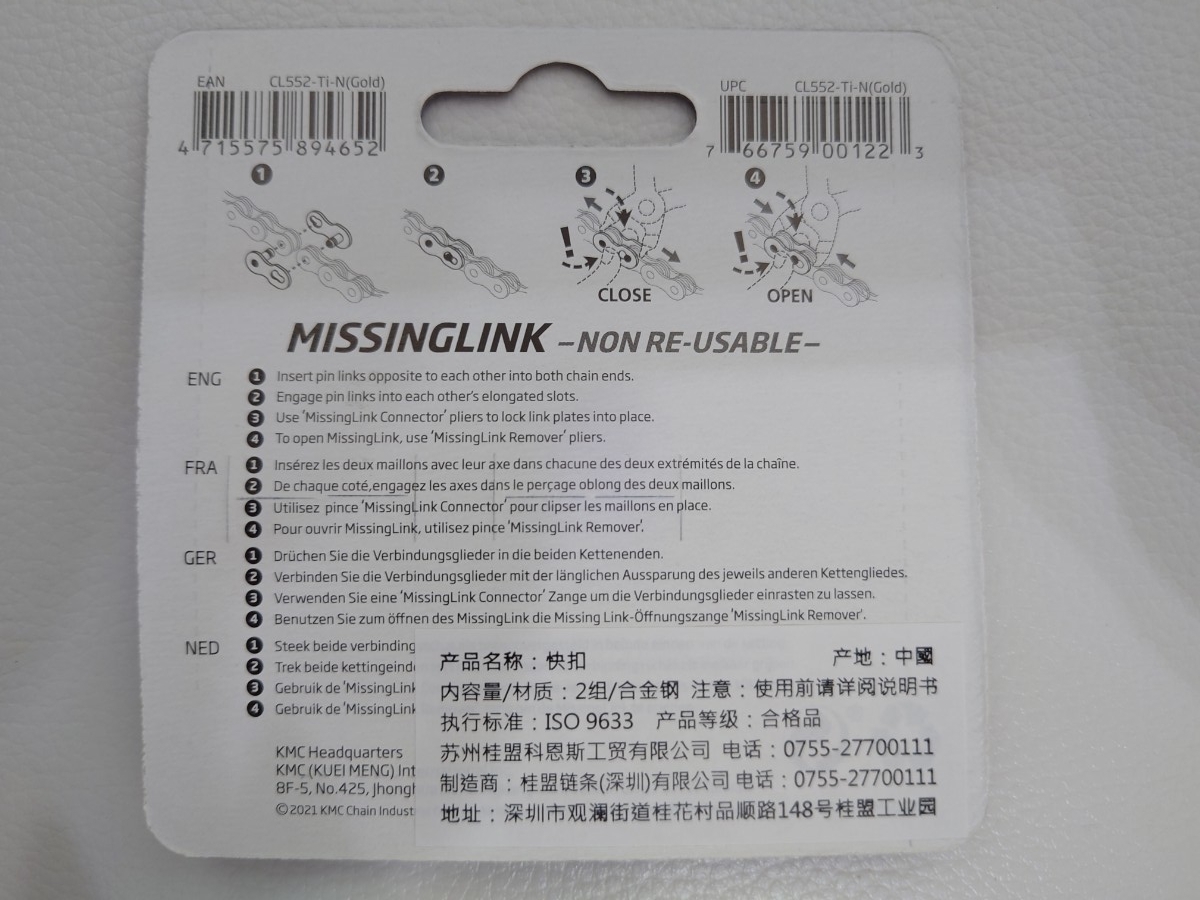 EAN CL552-Ti-N(Gold)
4 715575 894652
UPC CL552-Ti-N(Gold)
7 66759 00122 3
1 2 3 4
! !
CLOSE OPEN
MISSINGLINK –NON RE-USABLE–
ENG 1 Insert pin links opposite to each other into both chain ends.
2 Engage pin links into each other's elongated slots.
3 Use 'MissingLink Connector' pliers to lock link plates into place.
4 To open MissingLink, use 'MissingLink Remover' pliers.
FRA 1 Insérez les deux maillons avec leur axe dans chacune des deux extrémités de la chaîne.
2 De chaque coté,engagez les axes dans le perçage oblong des deux maillons.
3 Utilisez pince 'MissingLink Connector' pour clipser les maillons en place.
4 Pour ouvrir MissingLink, utilisez pince 'MissingLink Remover'.
GER 1 Drüchen Sie die Verbindungsglieder in die beiden Kettenenden.
2 Verbinden Sie die Verbindungsglieder mit der länglichen Aussparung des jeweils anderen Kettengliedes.
3 Verwenden Sie eine 'MissingLink Connector' Zange um die Verbindungsglieder einrasten zu lassen.
4 Benutzen Sie zum öffnen des MissingLink die Missing Link-Öffnungszange 'MissingLink Remover'.
NED 1 Steek beide verbinding
2 Trek beide kettingeind
3 Gebruik de 'MissingLink
4 Gebruik de 'MissingLink
KMC Headquarters
KMC (KUEI MENG) Int
8F-5, No.425, Jhongh
©2021 KMC Chain Indust
产品名称：快扣 产地：中國
内容量/材质：2组/合金钢 注意：使用前请详阅说明书
执行标准：ISO 9633 产品等级：合格品
苏州桂盟科恩斯工贸有限公司 电话：0755-27700111
制造商：桂盟链条(深圳)有限公司 电话：0755-27700111
地址：深圳市观澜街道桂花村品顺路148号桂盟工业园